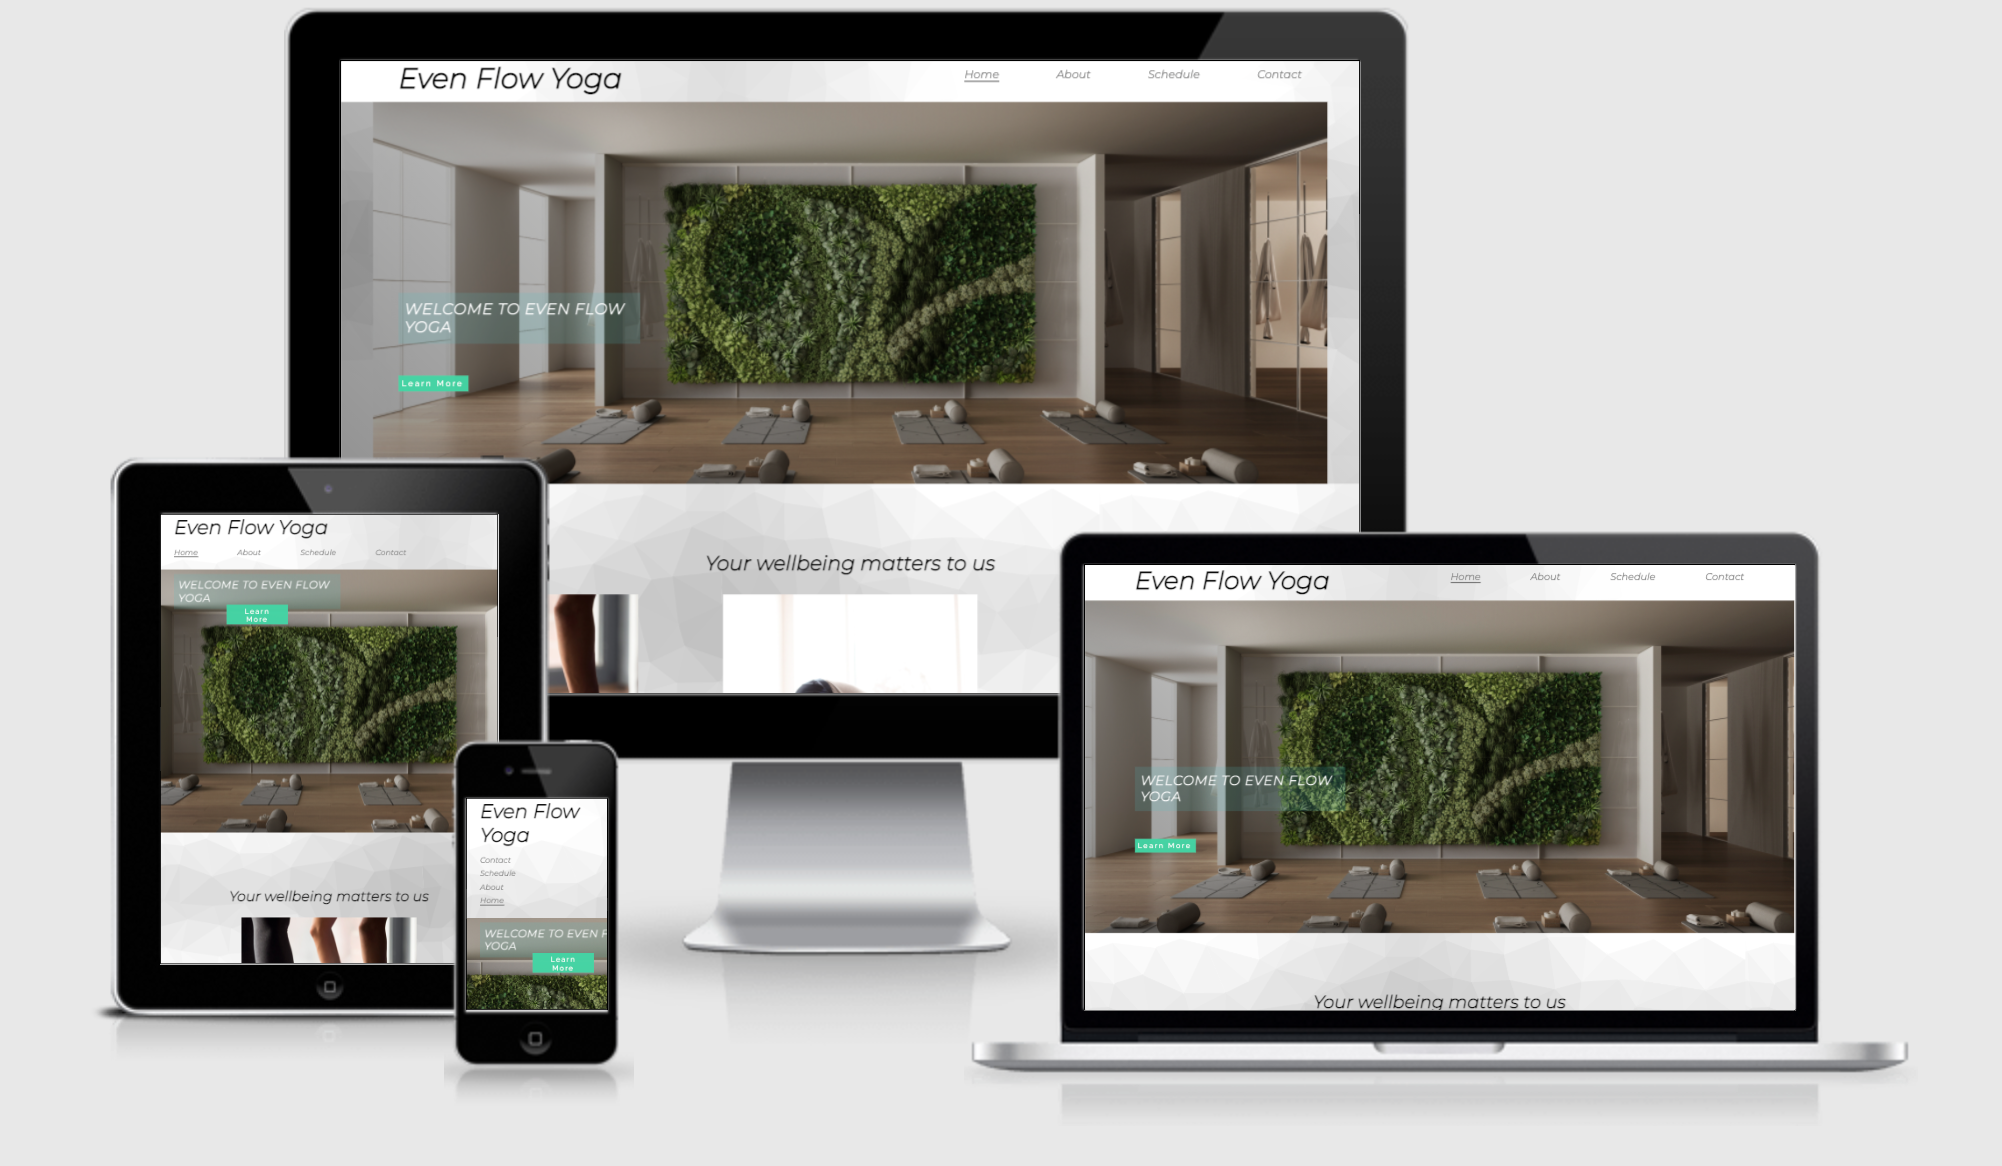 Even Flow Yoga
Home About Schedule Contact
WELCOME TO EVEN FLOW
YOGA
Learn More
Your wellbeing matters to us
Even Flow Yoga
Home About Schedule Contact
WELCOME TO EVEN FLOW
YOGA
Learn
More
Your wellbeing matters to us
Even Flow
Yoga
Contact
Schedule
About
Home
WELCOME TO EVEN F
YOGA
Learn
More
Even Flow Yoga
Home About Schedule Contact
WELCOME TO EVEN FLOW
YOGA
Learn More
Your wellbeing matters to us